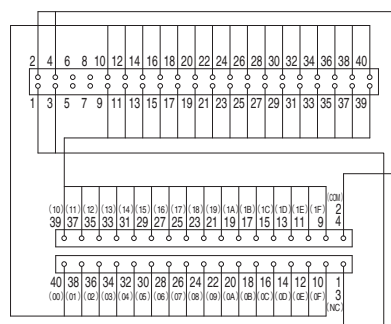 2 4 6 8 10 12 14 16 18 20 22 24 26 28 30 32 34 36 38 40
1 3 5 7 9 11 13 15 17 19 21 23 25 27 29 31 33 35 37 39
(10) (11) (12) (13) (14) (15) (16) (17) (18) (19) (1A) (1B) (1C) (1D) (1E) (1F) (COM)
39 37 35 33 31 29 27 25 23 21 19 17 15 13 11 9 2 4
40 38 36 34 32 30 28 26 24 22 20 18 16 14 12 10 1 3
(00) (01) (02) (03) (04) (05) (06) (07) (08) (09) (0A) (0B) (0C) (0D) (0E) (0F) (NC)